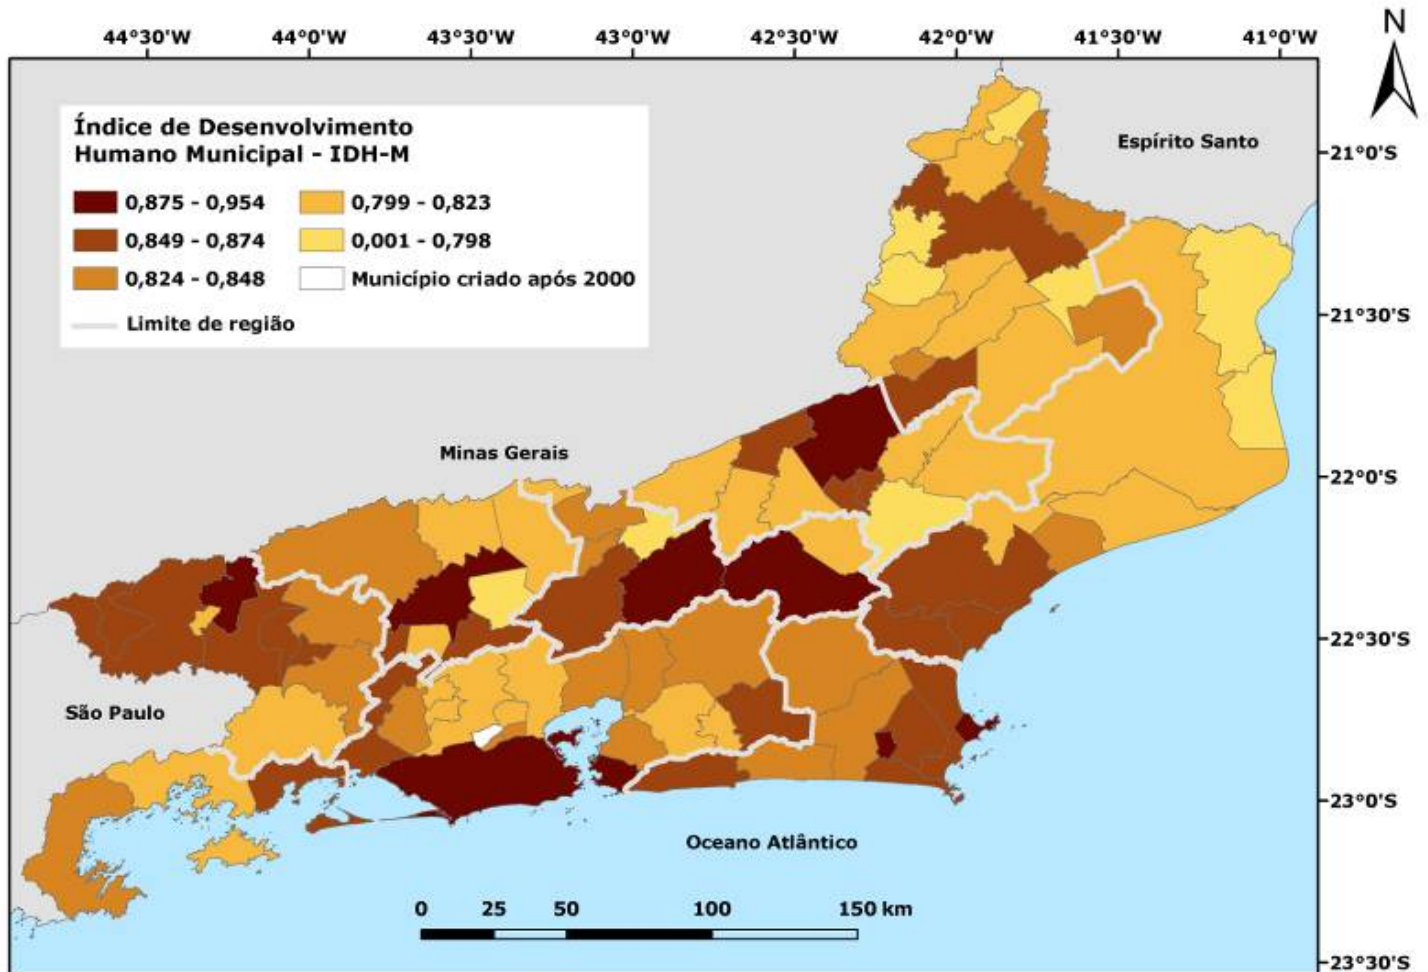 44°30'W 44°0'W 43°30'W 43°0'W 42°30'W 42°0'W 41°30'W 41°0'W
N
Índice de Desenvolvimento
Humano Municipal - IDH-M
0,875 - 0,954 0,799 - 0,823
0,849 - 0,874 0,001 - 0,798
0,824 - 0,848 Município criado após 2000
Limite de região
Espírito Santo
21°0'S
21°30'S
Minas Gerais
22°0'S
22°30'S
São Paulo
23°0'S
Oceano Atlântico
0 25 50 100 150 km
23°30'S